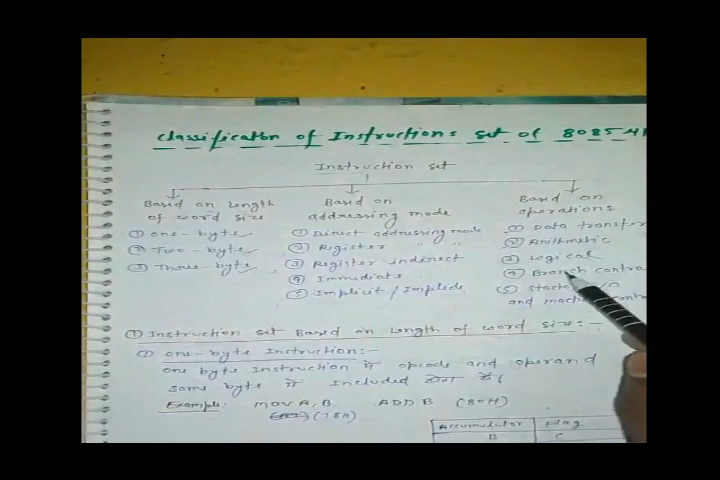 Classification of Instructions set of 8085 μp
Instruction set
Based on Length
of word size
① one-byte
② Two-byte
③ Three-byte
Based on
addressing mode
① Direct addressing mode
② Register " "
③ Register indirect
④ Immediate
⑤ Implicit / Implide
Based on
operations
① Data transfer
② Arithmetic
③ Logical
④ Branch contro
⑤ Stack I/O
and machine contro
① Instruction set Based on Length of word size:-
① one-byte Instruction:-
one byte Instruction में opcode and operand
same byte में Included होता है।
Example: MOV A, B. ADD B (80H)
(78H)
Accumulator Flag
B C